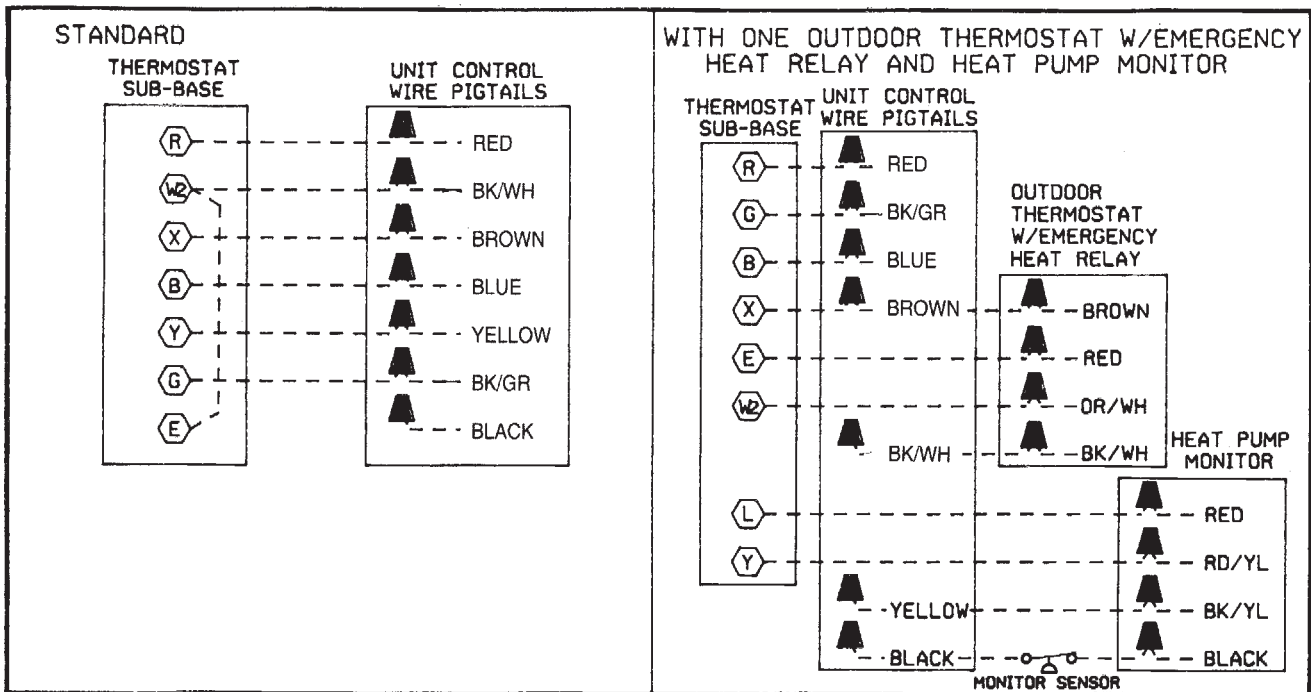 STANDARD
THERMOSTAT
SUB-BASE
UNIT CONTROL
WIRE PIGTAILS
R
RED
W2
BK/WH
X
BROWN
B
BLUE
Y
YELLOW
G
BK/GR
E
BLACK
WITH ONE OUTDOOR THERMOSTAT W/EMERGENCY
HEAT RELAY AND HEAT PUMP MONITOR
THERMOSTAT
SUB-BASE
UNIT CONTROL
WIRE PIGTAILS
OUTDOOR
THERMOSTAT
W/EMERGENCY
HEAT RELAY
R
RED
G
BK/GR
B
BLUE
X
BROWN
BROWN
E
RED
W2
OR/WH
BK/WH
BK/WH
HEAT PUMP
MONITOR
L
RED
Y
RD/YL
YELLOW
BK/YL
BLACK
BLACK
MONITOR SENSOR